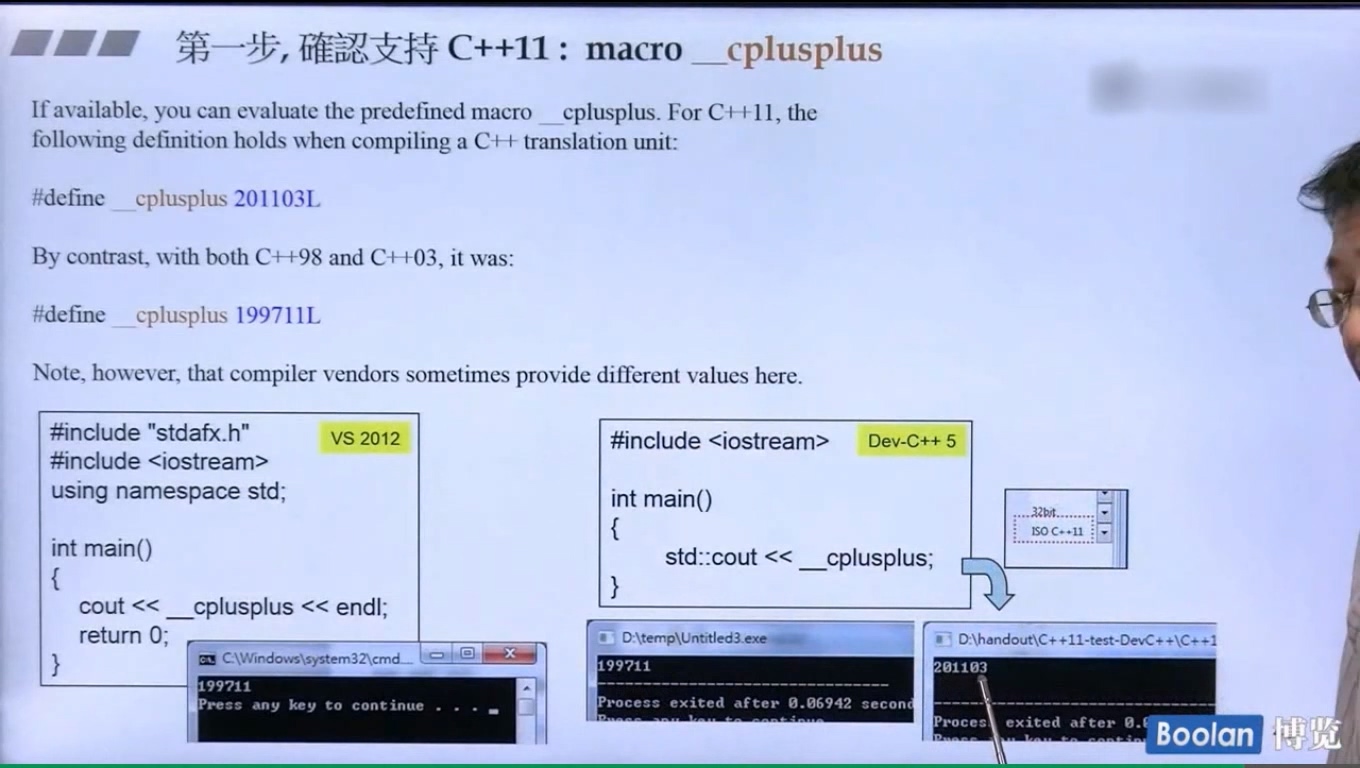 第一步, 確認支持 C++11 : macro __cplusplus
If available, you can evaluate the predefined macro __cplusplus. For C++11, the
following definition holds when compiling a C++ translation unit:
#define __cplusplus 201103L
By contrast, with both C++98 and C++03, it was:
#define __cplusplus 199711L
Note, however, that compiler vendors sometimes provide different values here.
#include "stdafx.h"
VS 2012
#include <iostream>
using namespace std;
int main()
{
cout << __cplusplus << endl;
return 0;
}
C:\Windows\system32\cmd....
199711
Press any key to continue . . .
#include <iostream>
Dev-C++ 5
int main()
{
std::cout << __cplusplus;
}
32bit
ISO C++11
D:\temp\Untitled3.exe
199711
--------------------------------
Process exited after 0.06942 second
Press any key to continue
D:\handout\C++11-test-DevC++\C++1
201103
--------------------------------
Proces exited after 0.
Boolan 博览